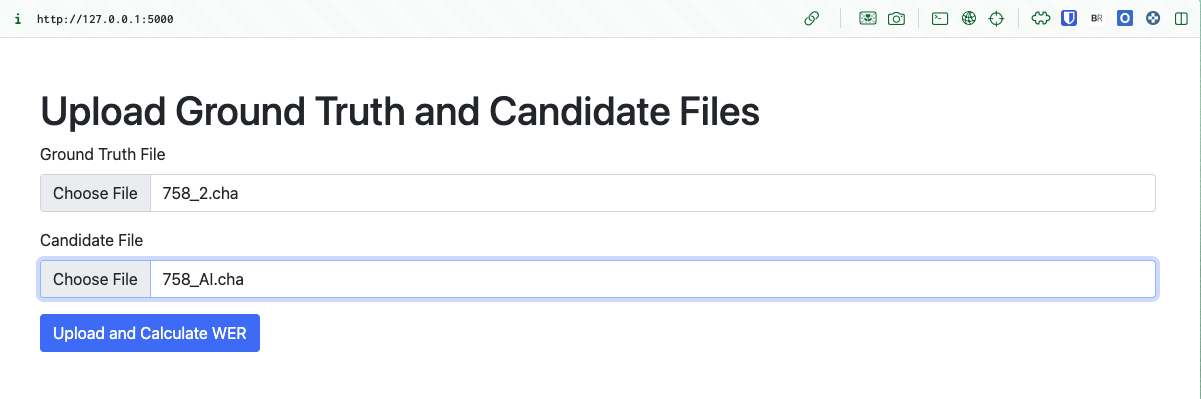 i http://127.0.0.1:5000 BR O
Upload Ground Truth and Candidate Files
Ground Truth File
Choose File 758_2.cha
Candidate File
Choose File 758_AI.cha
Upload and Calculate WER